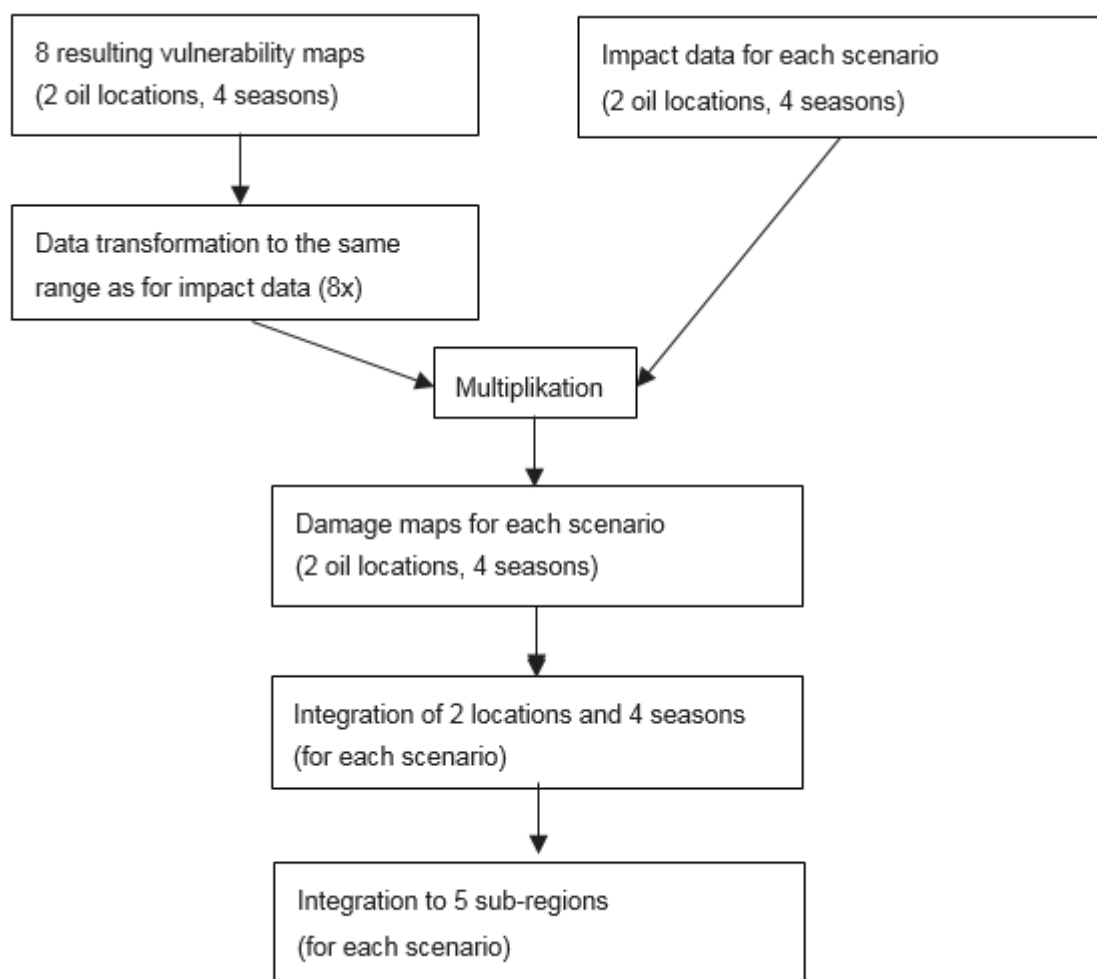 8 resulting vulnerability maps
(2 oil locations, 4 seasons)
Impact data for each scenario
(2 oil locations, 4 seasons)
Data transformation to the same
range as for impact data (8x)
Multiplikation
Damage maps for each scenario
(2 oil locations, 4 seasons)
Integration of 2 locations and 4 seasons
(for each scenario)
Integration to 5 sub-regions
(for each scenario)